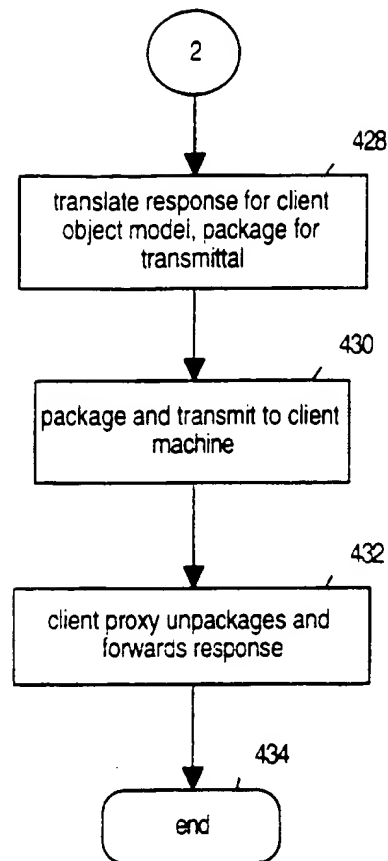 2
428
translate response for client
object model, package for
transmittal
430
package and transmit to client
machine
432
client proxy unpackages and
forwards response
434
end